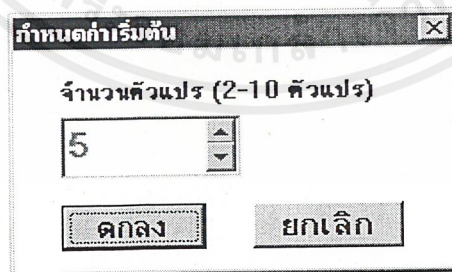 กำหนดค่าเริ่มต้น
จำนวนตัวแปร (2-10 ตัวแปร)
5
ตกลง
ยกเลิก